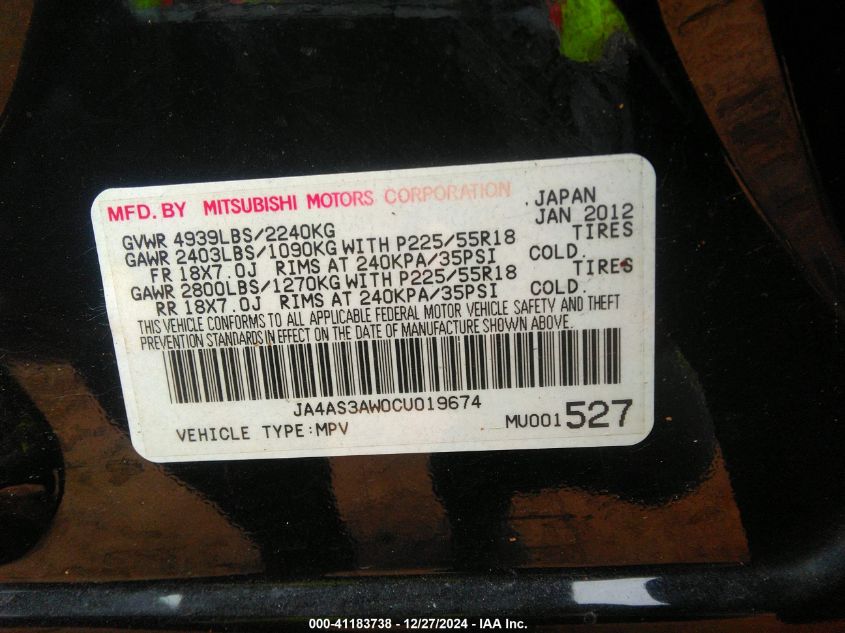 MFD. BY MITSUBISHI MOTORS CORPORATION JAPAN
JAN 2012
GVWR 4939LBS/2240KG
GAWR 2403LBS/1090KG WITH P225/55R18 TIRES
FR 18X7.0J RIMS AT 240KPA/35PSI COLD.
GAWR 2800LBS/1270KG WITH P225/55R18 TIRES
RR 18X7.0J RIMS AT 240KPA/35PSI COLD.
THIS VEHICLE CONFORMS TO ALL APPLICABLE FEDERAL MOTOR VEHICLE SAFETY AND THEFT
PREVENTION STANDARDS IN EFFECT ON THE DATE OF MANUFACTURE SHOWN ABOVE.
JA4AS3AW0CU019674
VEHICLE TYPE:MPV MU001527
000-41183738 - 12/27/2024 - IAA Inc.